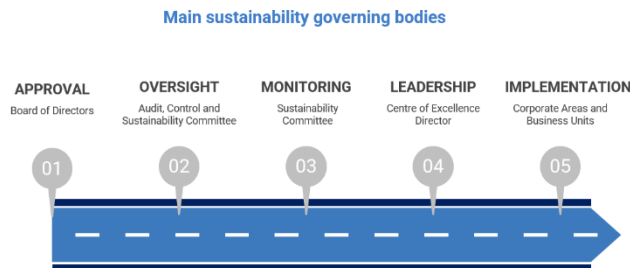 Main sustainability governing bodies
APPROVAL
Board of Directors
01
OVERSIGHT
Audit, Control and
Sustainability Committee
02
MONITORING
Sustainability
Committee
03
LEADERSHIP
Centre of Excellence
Director
04
IMPLEMENTATION
Corporate Areas and
Business Units
05